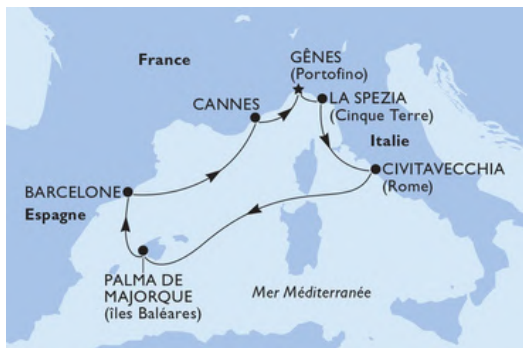 France
GÊNES
(Portofino)
CANNES
LA SPEZIA
(Cinque Terre)
Italie
CIVITAVECCHIA
(Rome)
BARCELONE
Espagne
PALMA DE
MAJORQUE
(îles Baléares)
Mer Méditerranée